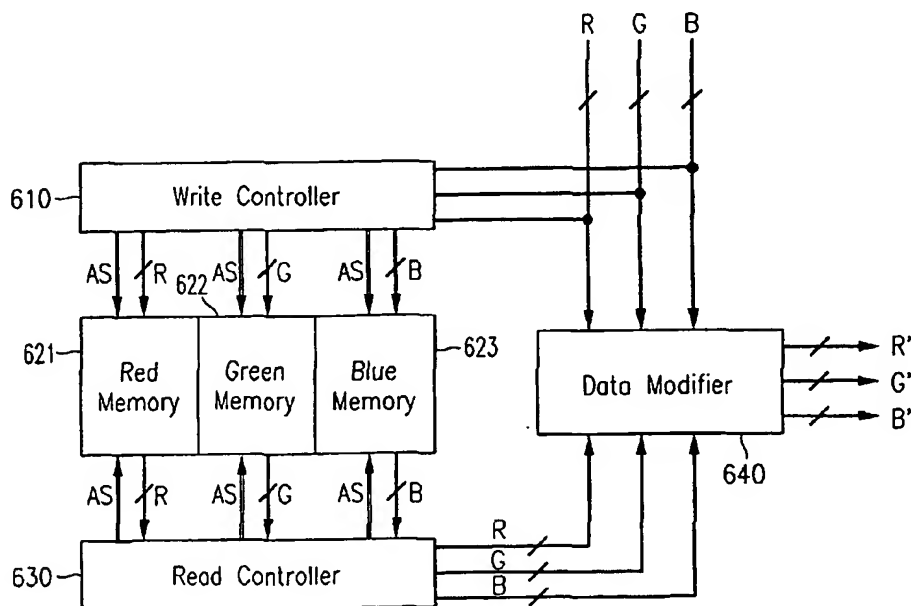 R G B
610 Write Controller
AS R AS G AS B
622
621 Red Memory Green Memory Blue Memory 623
Data Modifier
R'
G'
B'
640
AS R AS G AS B
R
G
B
630 Read Controller